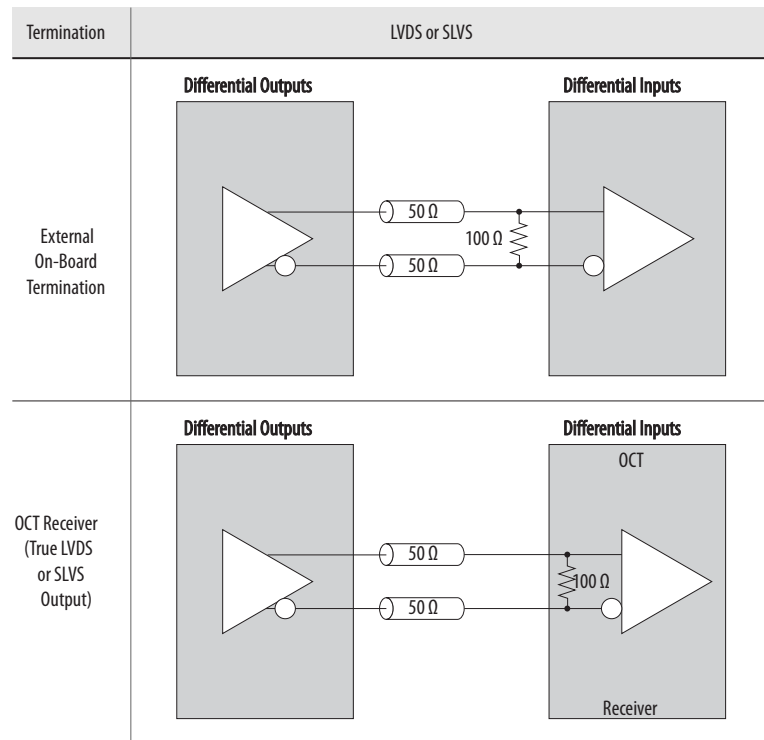 Termination
LVDS or SLVS
Differential Outputs
Differential Inputs
External
On-Board
Termination
50 Ω
100 Ω
50 Ω
Differential Outputs
Differential Inputs
OCT
OCT Receiver
(True LVDS
or SLVS
Output)
50 Ω
100 Ω
50 Ω
Receiver